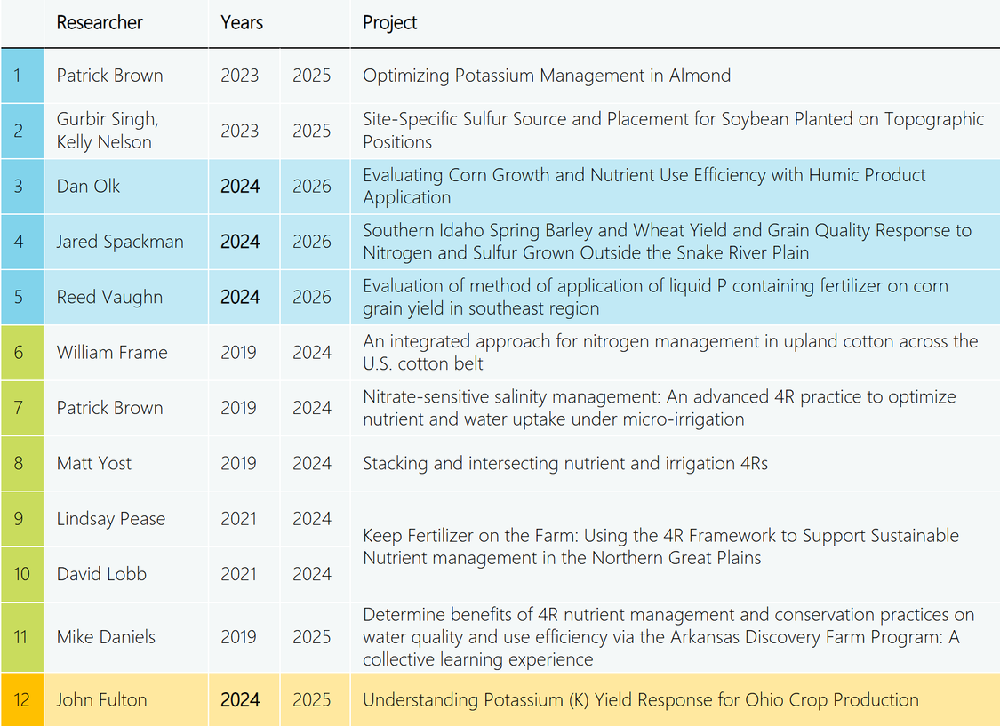 Researcher Years Project
1 Patrick Brown 2023 2025 Optimizing Potassium Management in Almond
2 Gurbir Singh, Kelly Nelson 2023 2025 Site-Specific Sulfur Source and Placement for Soybean Planted on Topographic
Positions
3 Dan Olk 2024 2026 Evaluating Corn Growth and Nutrient Use Efficiency with Humic Product
Application
4 Jared Spackman 2024 2026 Southern Idaho Spring Barley and Wheat Yield and Grain Quality Response to
Nitrogen and Sulfur Grown Outside the Snake River Plain
5 Reed Vaughn 2024 2026 Evaluation of method of application of liquid P containing fertilizer on corn
grain yield in southeast region
6 William Frame 2019 2024 An integrated approach for nitrogen management in upland cotton across the
U.S. cotton belt
7 Patrick Brown 2019 2024 Nitrate-sensitive salinity management: An advanced 4R practice to optimize
nutrient and water uptake under micro-irrigation
8 Matt Yost 2019 2024 Stacking and intersecting nutrient and irrigation 4Rs
9 Lindsay Pease 2021 2024
Keep Fertilizer on the Farm: Using the 4R Framework to Support Sustainable
Nutrient management in the Northern Great Plains
10 David Lobb 2021 2024
11 Mike Daniels 2019 2025 Determine benefits of 4R nutrient management and conservation practices on
water quality and use efficiency via the Arkansas Discovery Farm Program: A
collective learning experience
12 John Fulton 2024 2025 Understanding Potassium (K) Yield Response for Ohio Crop Production